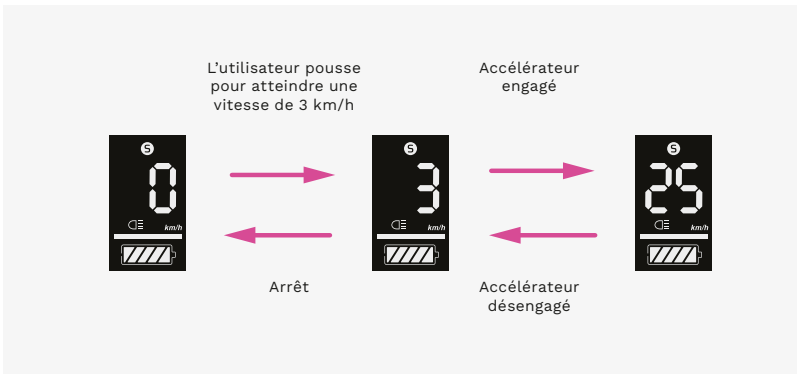 L’utilisateur pousse
pour atteindre une
vitesse de 3 km/h
Accélérateur
engagé
S
0
km/h
S
3
km/h
S
25
km/h
Arrêt
Accélérateur
désengagé